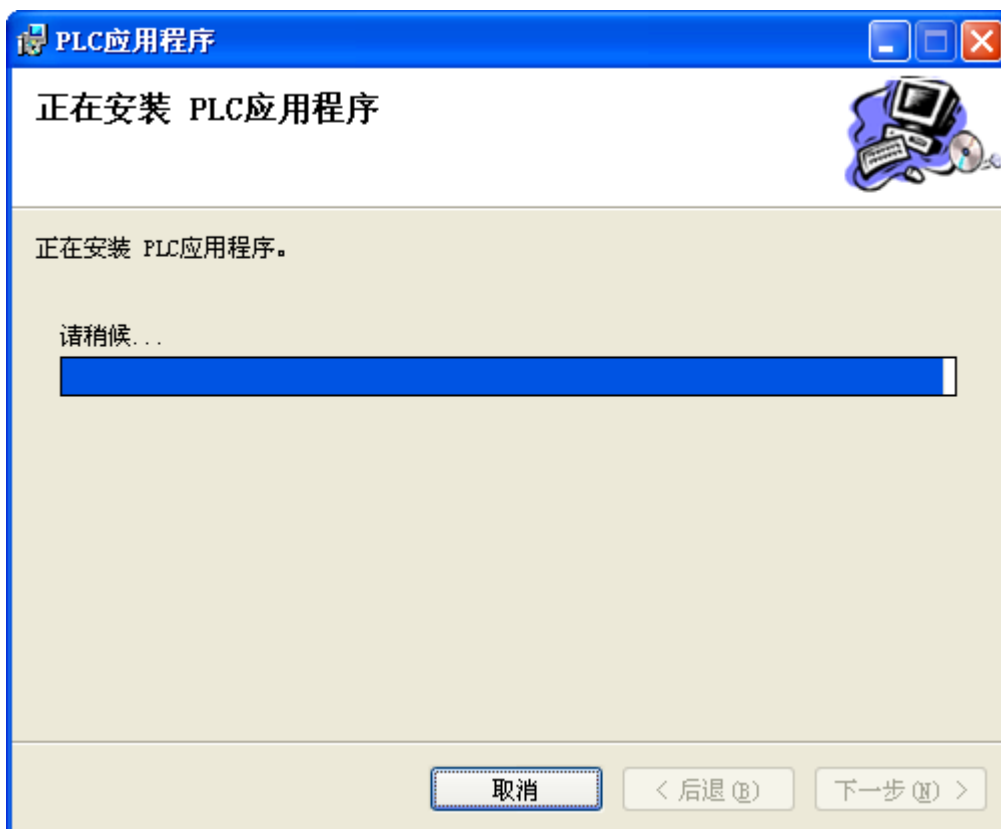 PLC应用程序
正在安装 PLC应用程序
正在安装 PLC应用程序。
请稍候...
取消
< 后退(B)
下一步(N) >